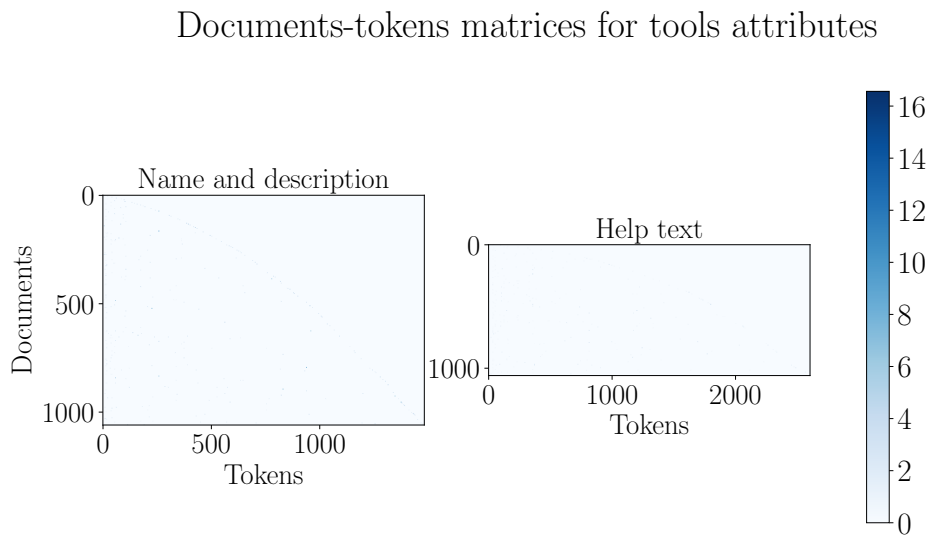 Documents-tokens matrices for tools attributes
Name and description
0
500
1000
Documents
0 500 1000
Tokens
Help text
0
1000
0 1000 2000
Tokens
16
14
12
10
8
6
4
2
0